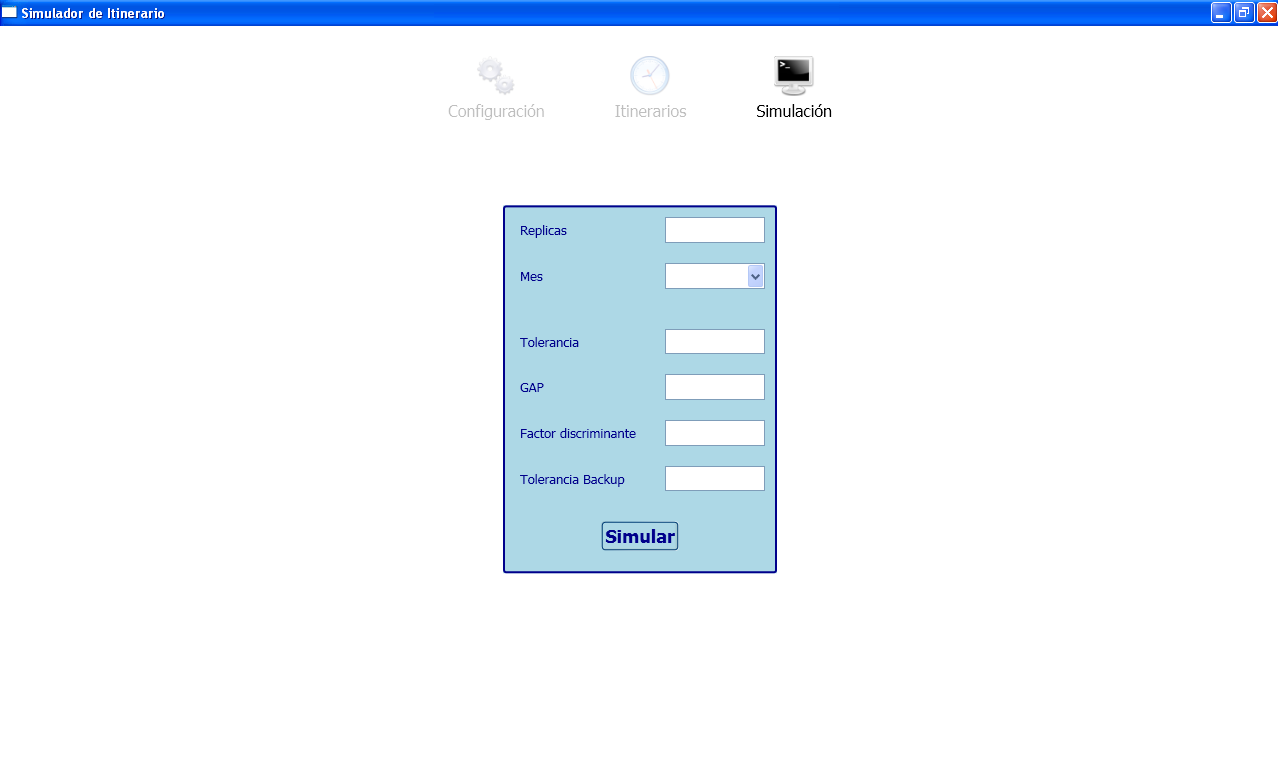 Simulador de Itinerario
Configuración
Itinerarios
>_
Simulación
Replicas
Mes
Tolerancia
GAP
Factor discriminante
Tolerancia Backup
Simular